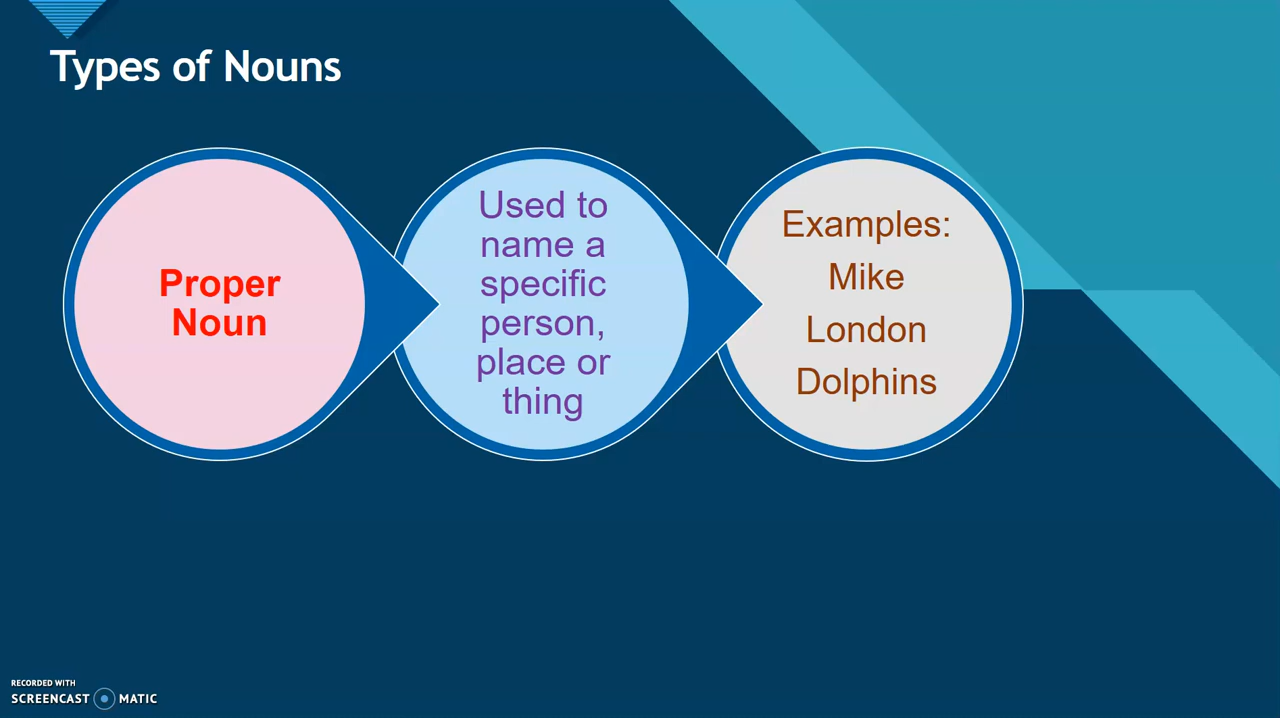 Types of Nouns
Proper
Noun
Used to
name a
specific
person,
place or
thing
Examples:
Mike
London
Dolphins
RECORDED WITH
SCREENCAST MATIC